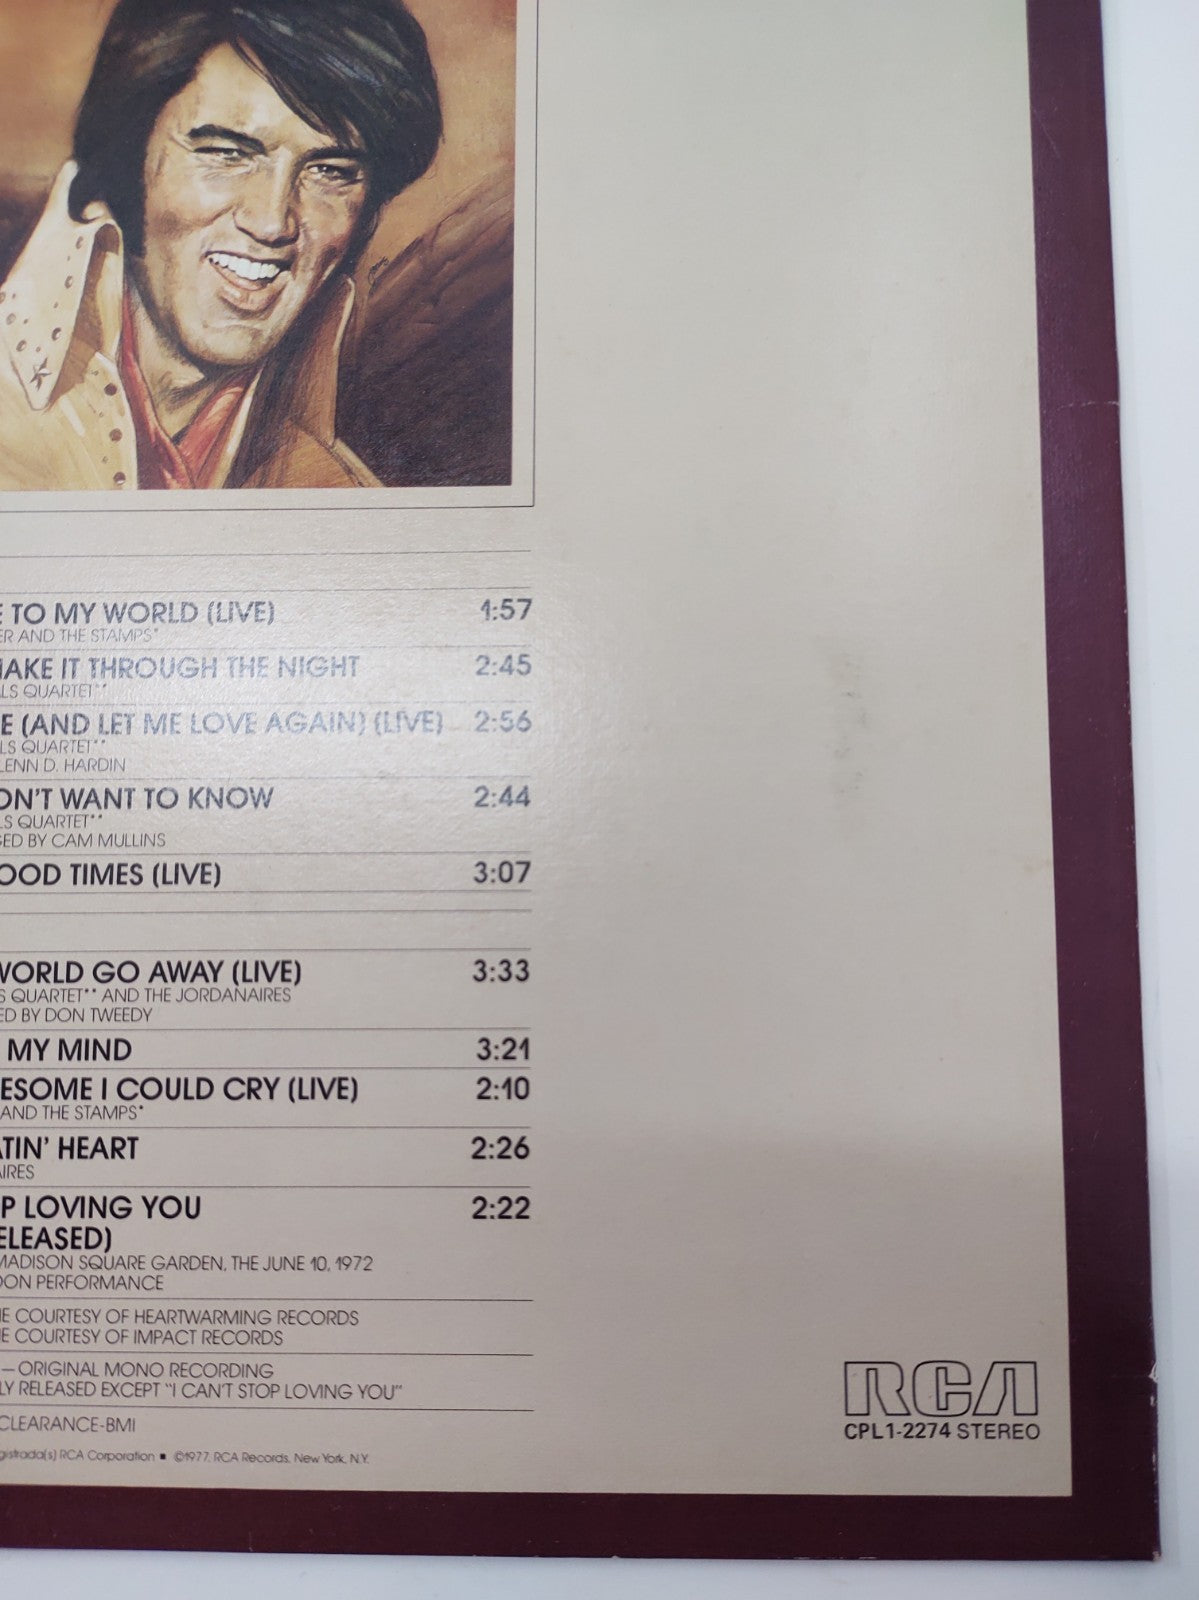 TO MY WORLD (LIVE) 1:57
ER AND THE STAMPS*
MAKE IT THROUGH THE NIGHT 2:45
LS QUARTET**
E (AND LET ME LOVE AGAIN) (LIVE) 2:56
LS QUARTET**
LENN D. HARDIN
ON'T WANT TO KNOW 2:44
LS QUARTET**
GED BY CAM MULLINS
OOD TIMES (LIVE) 3:07
WORLD GO AWAY (LIVE) 3:33
S QUARTET** AND THE JORDANAIRES
ED BY DON TWEEDY
MY MIND 3:21
ESOME I COULD CRY (LIVE) 2:10
AND THE STAMPS*
ATIN' HEART 2:26
AIRES
P LOVING YOU 2:22
ELEASED)
MADISON SQUARE GARDEN, THE JUNE 10, 1972
OON PERFORMANCE
HE COURTESY OF HEARTWARMING RECORDS
HE COURTESY OF IMPACT RECORDS
— ORIGINAL MONO RECORDING
LY RELEASED EXCEPT "I CAN'T STOP LOVING YOU"
CLEARANCE-BMI
gistrada(s) RCA Corporation ■ ©1977, RCA Records, New York, N.Y.
RCA
CPL1-2274 STEREO